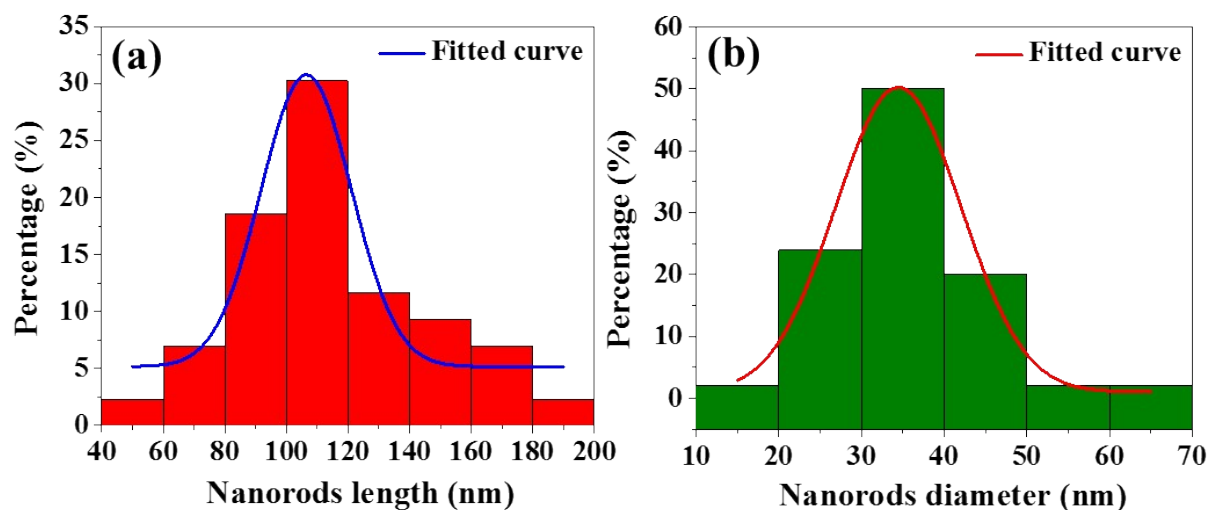 (a)
Fitted curve
Percentage (%)
35
30
25
20
15
10
5
0
40 60 80 100 120 140 160 180 200
Nanorods length (nm)
(b)
Fitted curve
Percentage (%)
60
50
40
30
20
10
0
10 20 30 40 50 60 70
Nanorods diameter (nm)